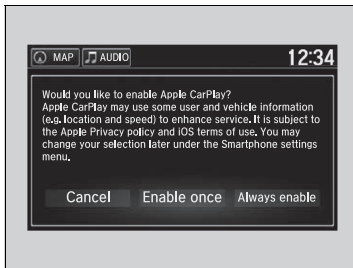 MAP AUDIO 12:34
Would you like to enable Apple CarPlay?
Apple CarPlay may use some user and vehicle information
(e.g. location and speed) to enhance service. It is subject to
the Apple Privacy policy and iOS terms of use. You may
change your selection later under the Smartphone settings
menu.
Cancel Enable once Always enable